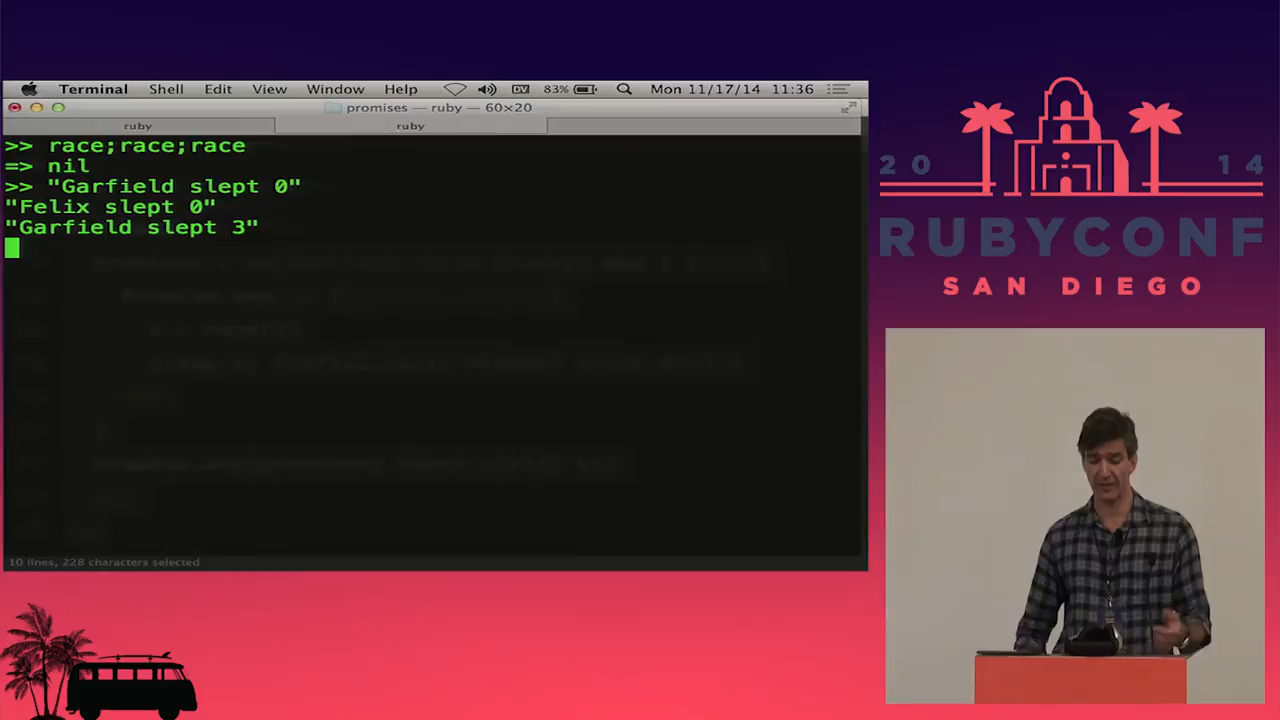 Terminal Shell Edit View Window Help DV 83% Mon 11/17/14 11:36
promises — ruby — 60×20
ruby ruby
>> race;race;race
=> nil
>> "Garfield slept 0"
"Felix slept 0"
"Garfield slept 3"
10 lines, 228 characters selected
20 14
RUBYCONF
SAN DIEGO